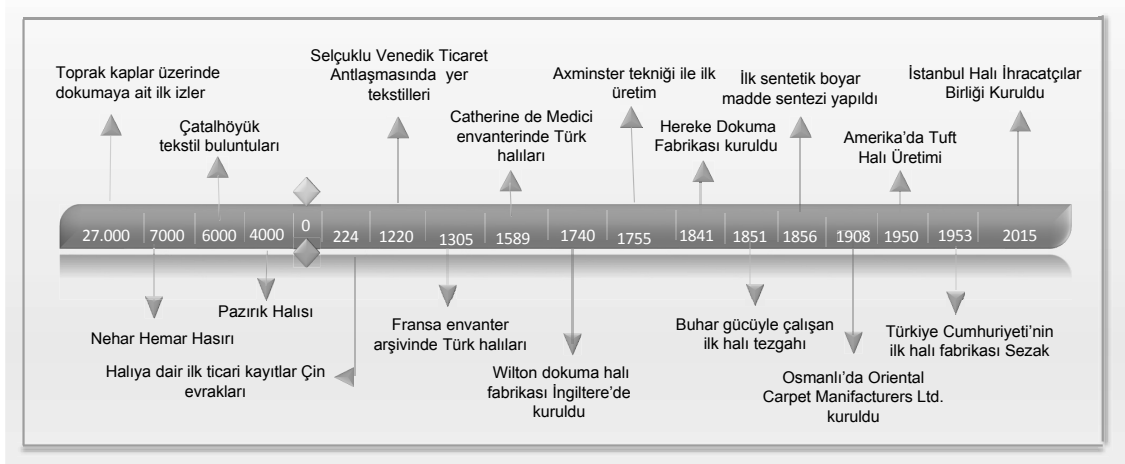 Toprak kaplar üzerinde
dokumaya ait ilk izler
Çatalhöyük
tekstil buluntuları
Selçuklu Venedik Ticaret
Antlaşmasında yer
tekstilleri
Catherine de Medici
envanterinde Türk
halıları
Axminster tekniği ile ilk
üretim
Hereke Dokuma
Fabrikası kuruldu
İlk sentetik boyar
madde sentezi yapıldı
Amerika’da Tuft
Halı Üretimi
İstanbul Halı İhracatçılar
Birliği Kuruldu
27.000 7000 6000 4000 0 224 1220 1305 1589 1740 1755 1841 1851 1856 1908 1950 1953 2015
Nehar Hemar Hasırı
Pazırık Halısı
Halıya dair ilk ticari kayıtlar Çin
evrakları
Fransa envanter
arşivinde Türk halıları
Wilton dokuma halı
fabrikası İngiltere’de
kuruldu
Buhar gücüyle çalışan
ilk halı tezgahı
Osmanlı’da Oriental
Carpet Manifacturers Ltd.
kuruldu
Türkiye Cumhuriyeti’nin
ilk halı fabrikası Sezak